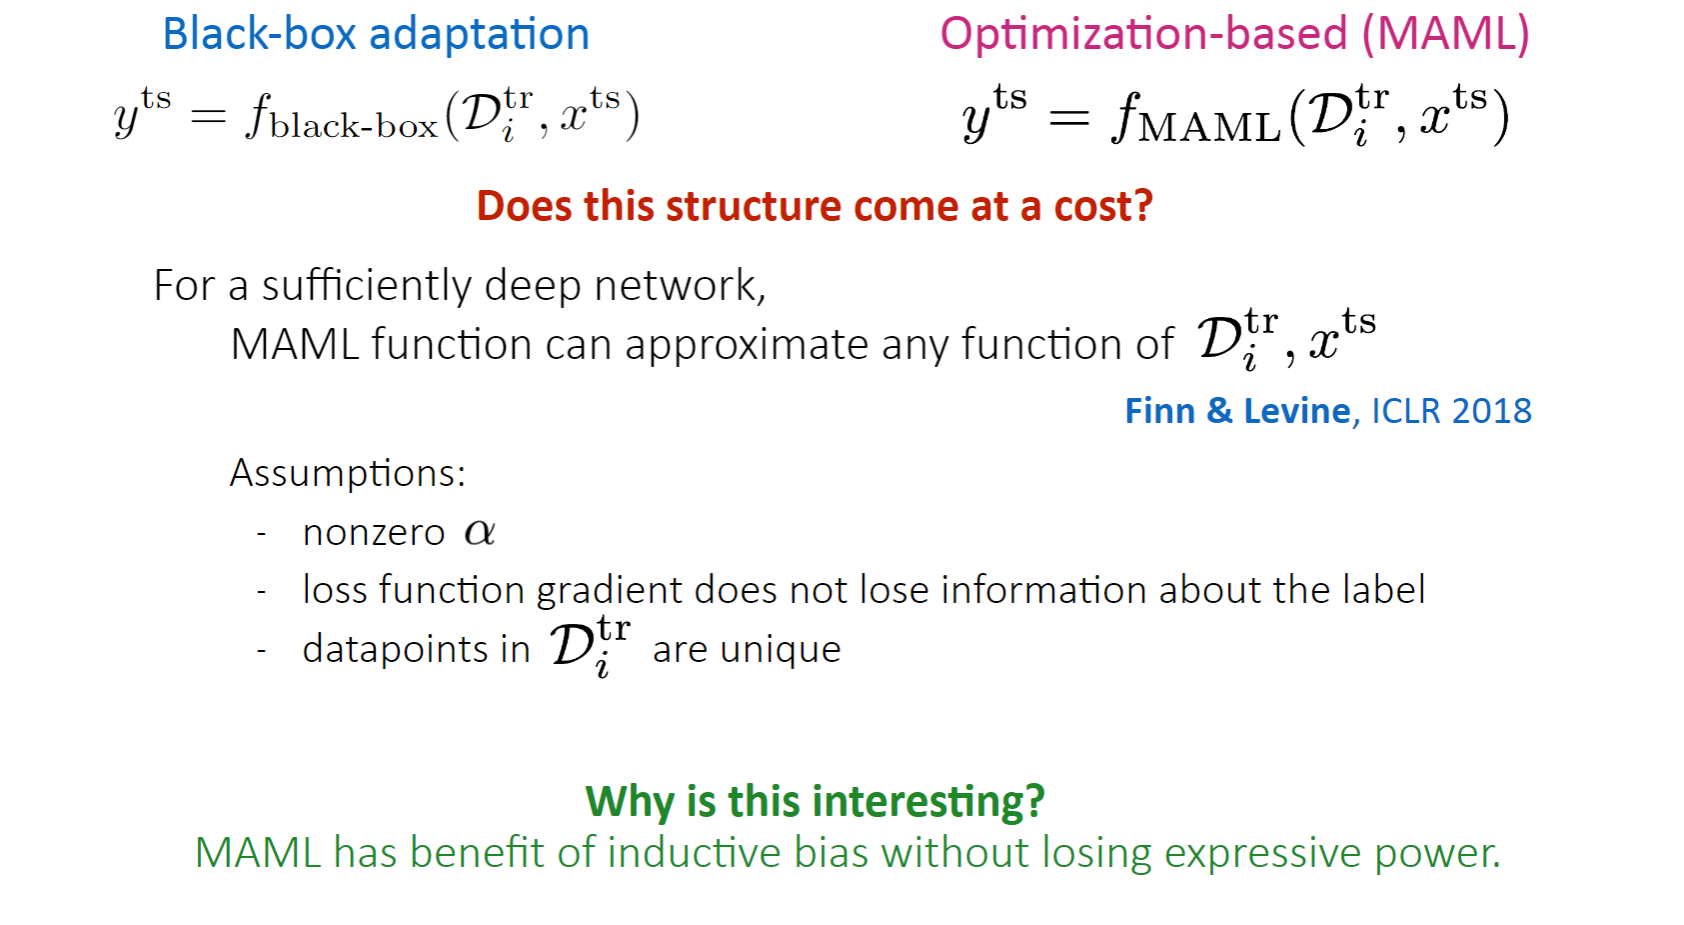 Black-box adaptation
Optimization-based (MAML)
$y^{\text{ts}} = f_{\text{black-box}}(\mathcal{D}_i^{\text{tr}}, x^{\text{ts}})$
$y^{\text{ts}} = f_{\text{MAML}}(\mathcal{D}_i^{\text{tr}}, x^{\text{ts}})$
Does this structure come at a cost?
For a sufficiently deep network,
MAML function can approximate any function of $\mathcal{D}_i^{\text{tr}}, x^{\text{ts}}$
Finn & Levine, ICLR 2018
Assumptions:
- nonzero $\alpha$
- loss function gradient does not lose information about the label
- datapoints in $\mathcal{D}_i^{\text{tr}}$ are unique
Why is this interesting?
MAML has benefit of inductive bias without losing expressive power.